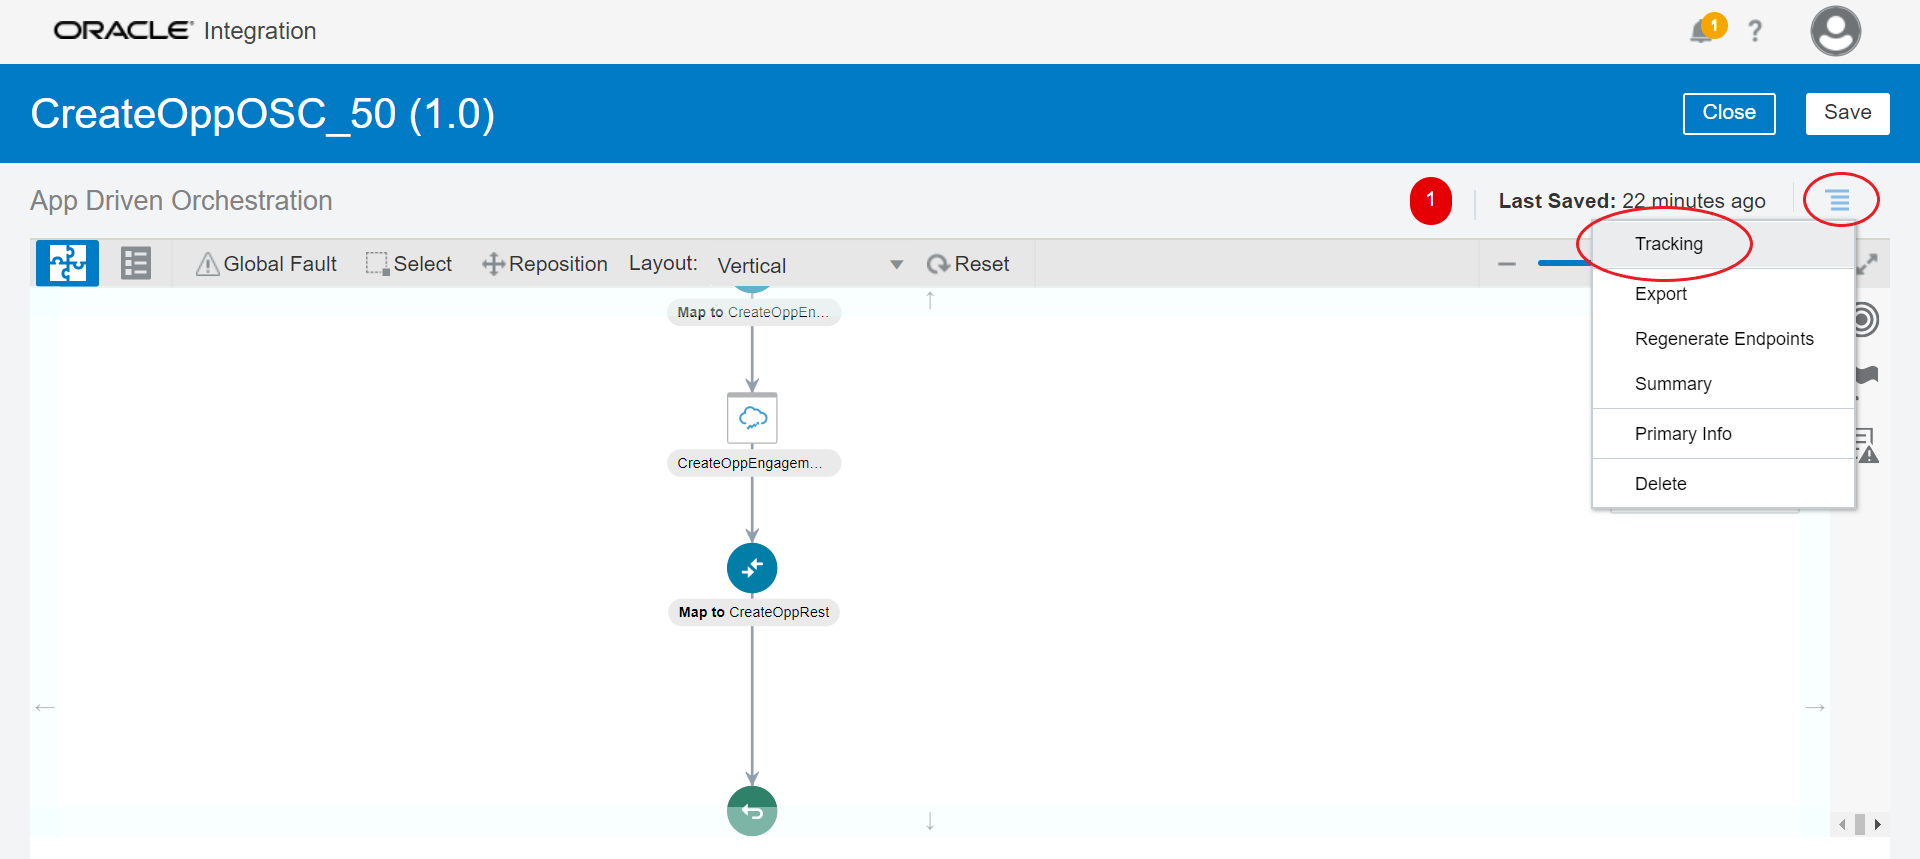 ORACLE Integration
1
?
CreateOppOSC_50 (1.0)
Close
Save
App Driven Orchestration
1
Last Saved: 22 minutes ago
Global Fault
Select
Reposition
Layout:
Vertical
Reset
Tracking
Export
Regenerate Endpoints
Summary
Primary Info
Delete
Map to CreateOppEn...
CreateOppEngagem...
Map to CreateOppRest